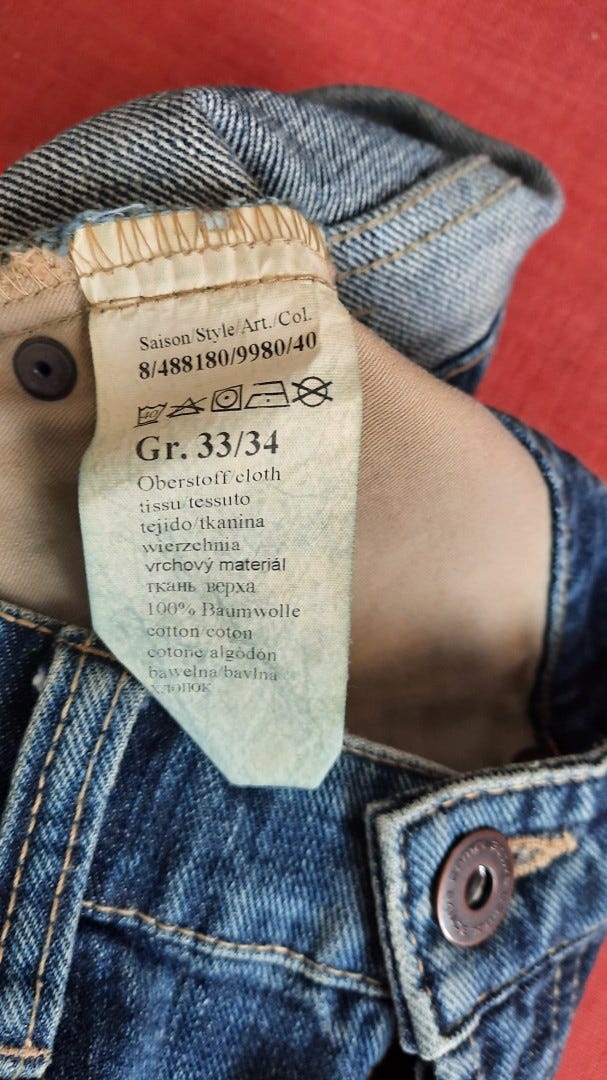 Saison/Style/Art./Col.
8/488180/9980/40
40
Gr. 33/34
Oberstoff/cloth
tissu/tessuto
tejido/tkanina
wierzchnia
vrchový materiál
ткань верха
100% Baumwolle
cotton/coton
cotone/algodón
bawełna/bavlna
хлопок